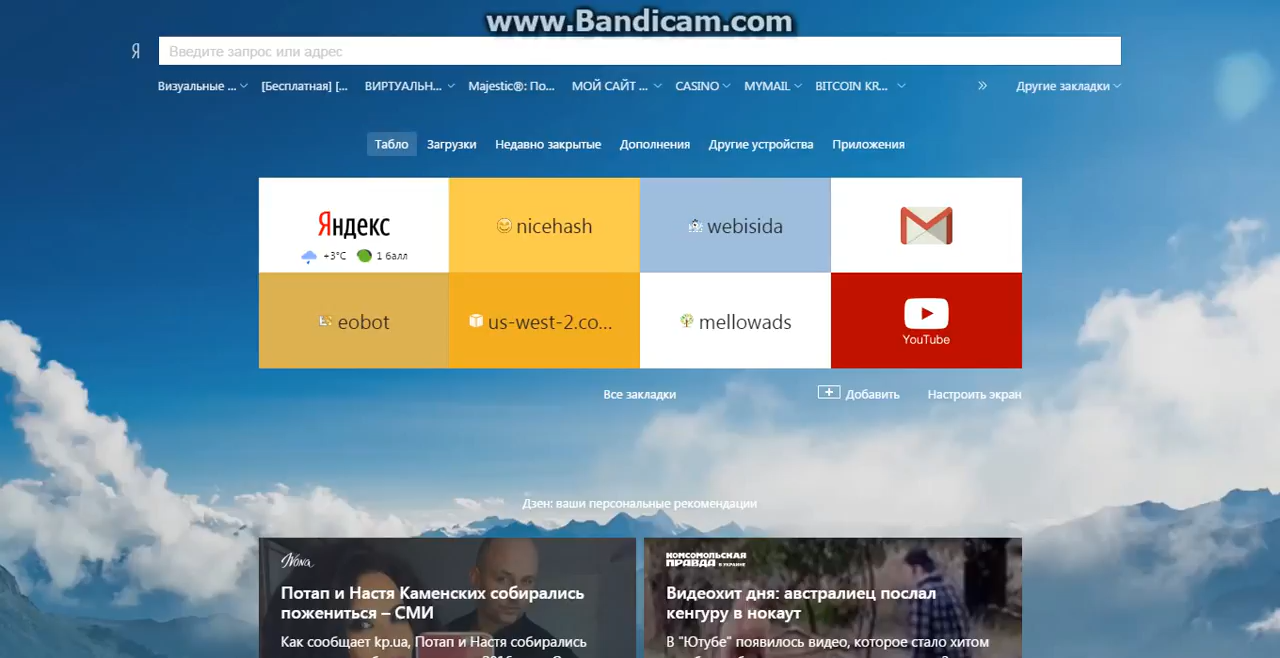 www.Bandicam.com
Я Введите запрос или адрес
Визуальные ... [Бесплатная] [... ВИРТУАЛЬН... Majestic®: По... МОЙ САЙТ ... CASINO MYMAIL BITCOIN KR... » Другие закладки
Табло Загрузки Недавно закрытые Дополнения Другие устройства Приложения
Яндекс nicehash webisida
+3°C 1 балл
eobot us-west-2.co... mellowads YouTube
Все закладки Добавить Настроить экран
Дзен: ваши персональные рекомендации
Ivona
Потап и Настя Каменских собирались
пожениться – СМИ
Как сообщает kp.ua, Потап и Настя собирались
КОМСОМОЛЬСКАЯ
ПРАВДА В УКРАИНЕ
Видеохит дня: австралиец послал
кенгуру в нокаут
В "Ютубе" появилось видео, которое стало хитом